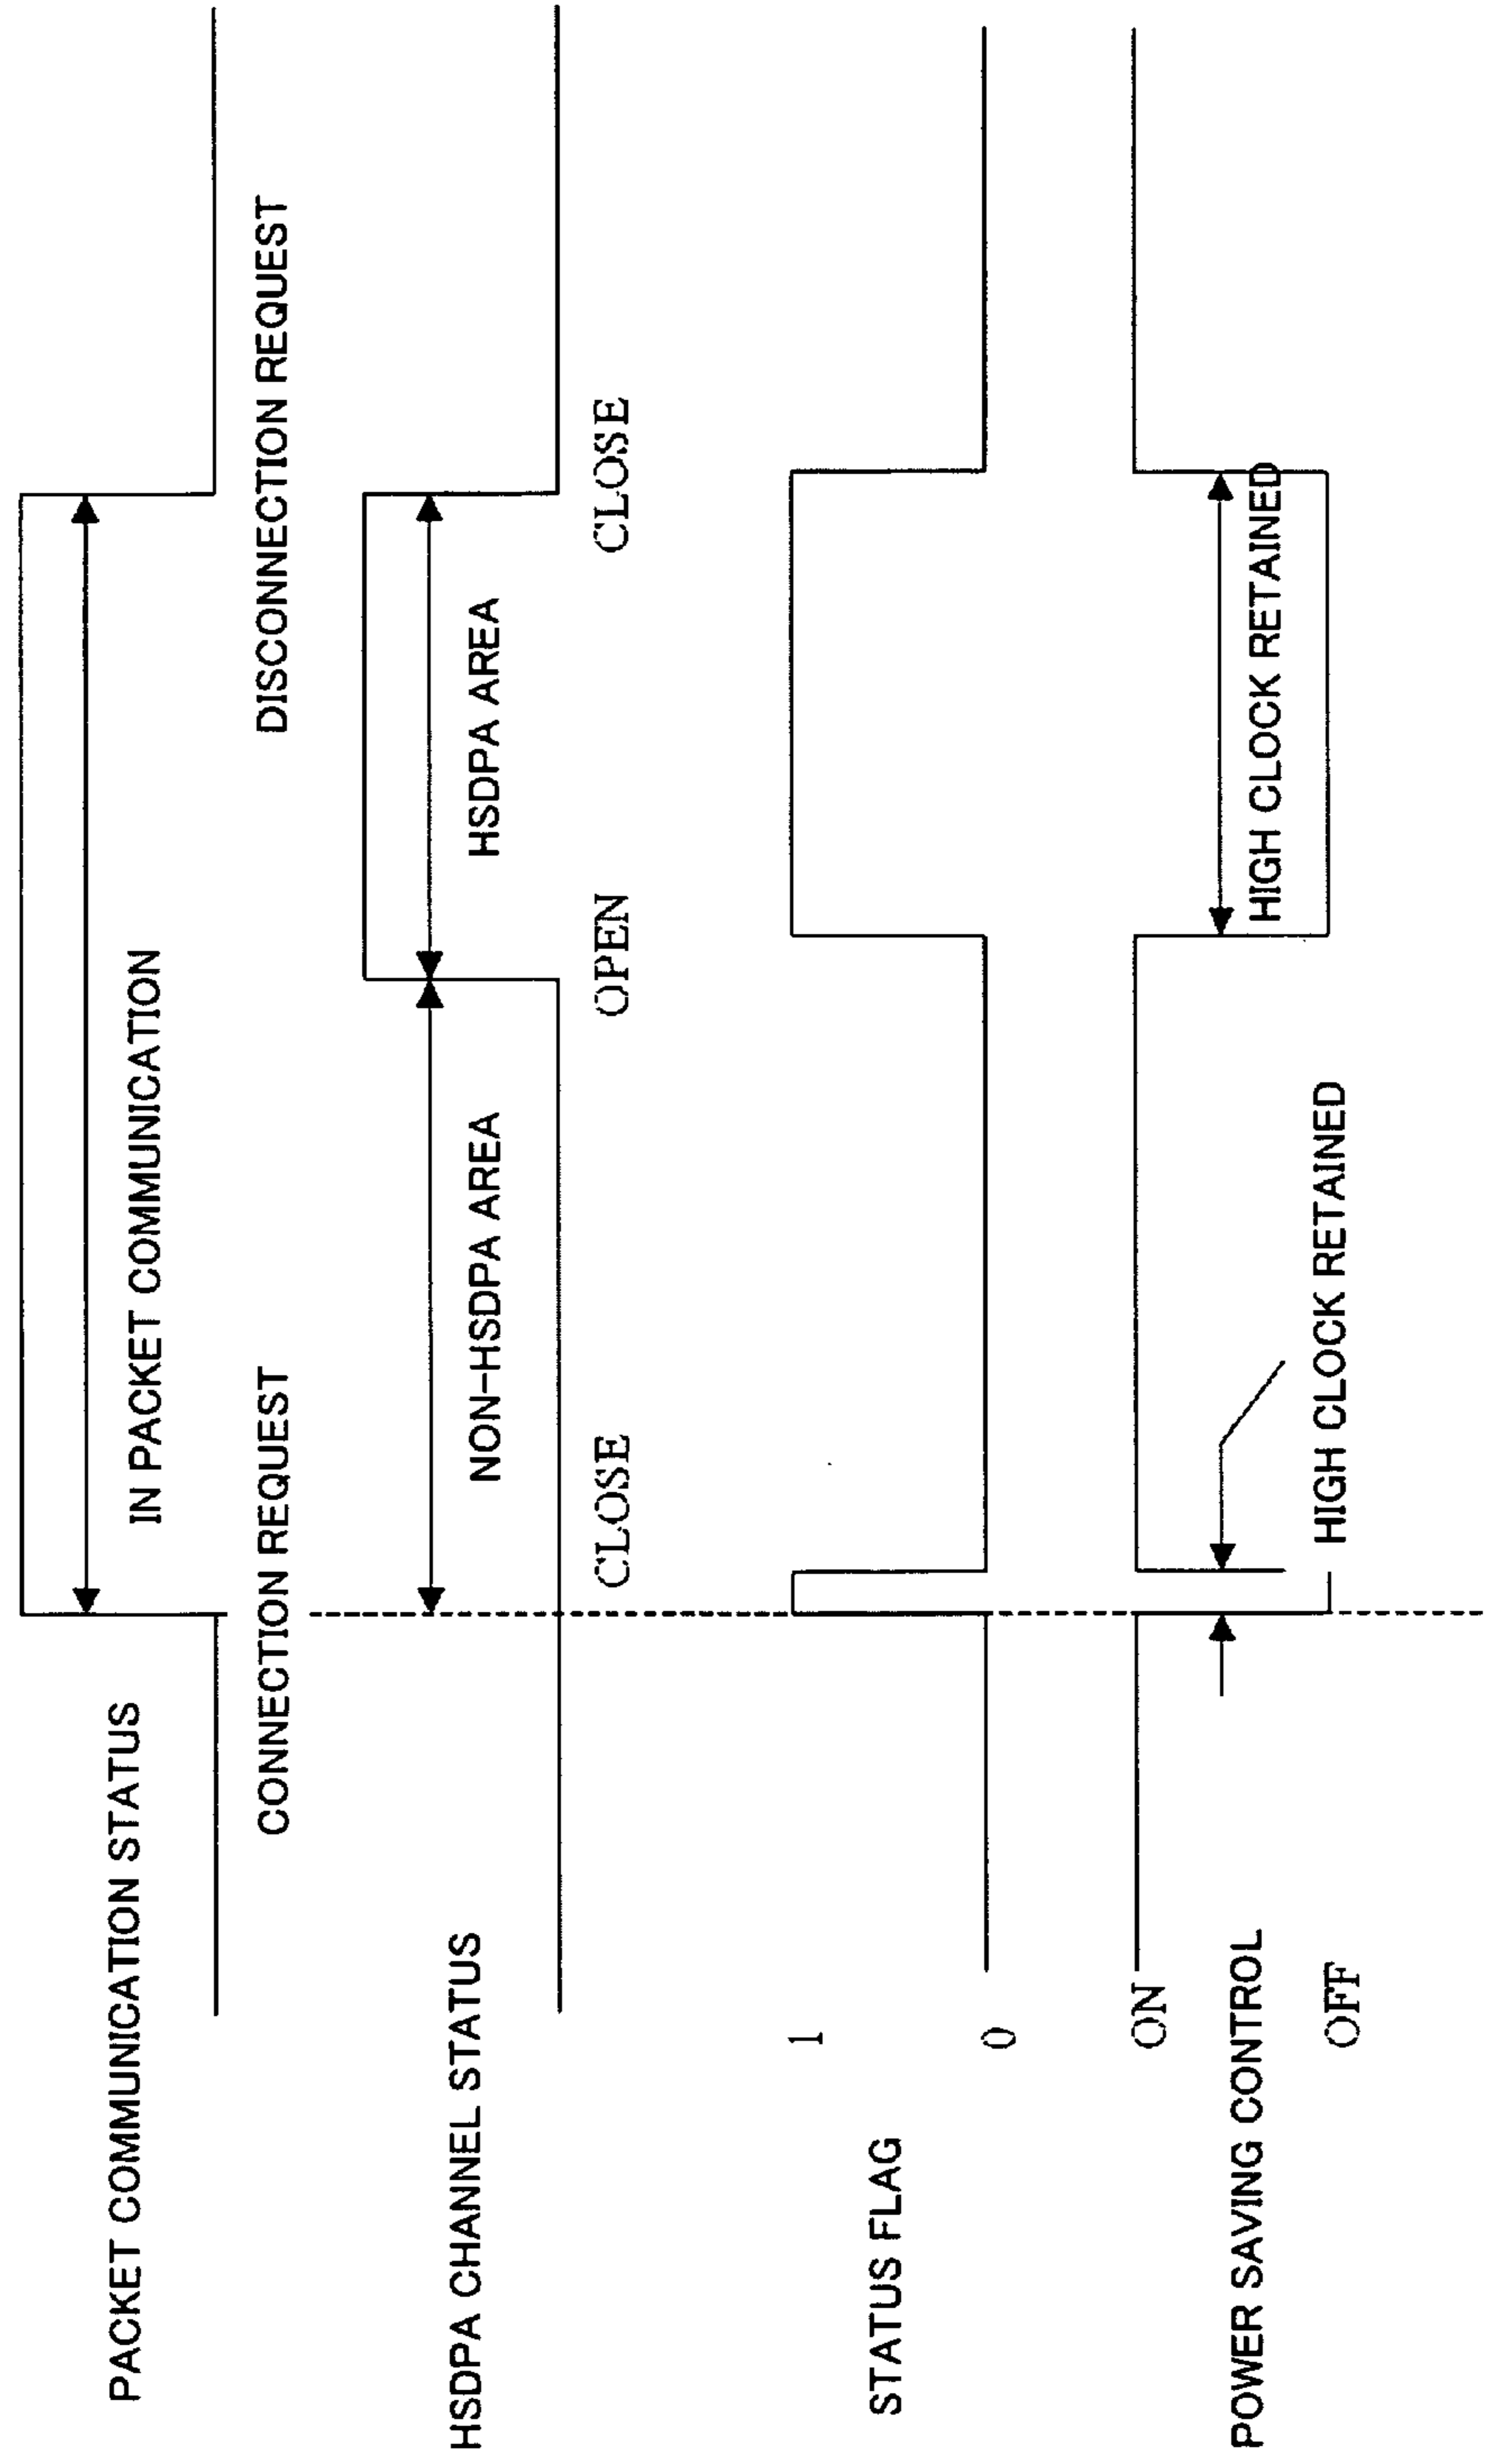 PACKET COMMUNICATION STATUS
IN PACKET COMMUNICATION
CONNECTION REQUEST
DISCONNECTION REQUEST
HSDPA CHANNEL STATUS
NON-HSDPA AREA
HSDPA AREA
CLOSE
OPEN
CLOSE
STATUS FLAG
1
0
POWER SAVING CONTROL
ON
OFF
HIGH CLOCK RETAINED
HIGH CLOCK RETAINED